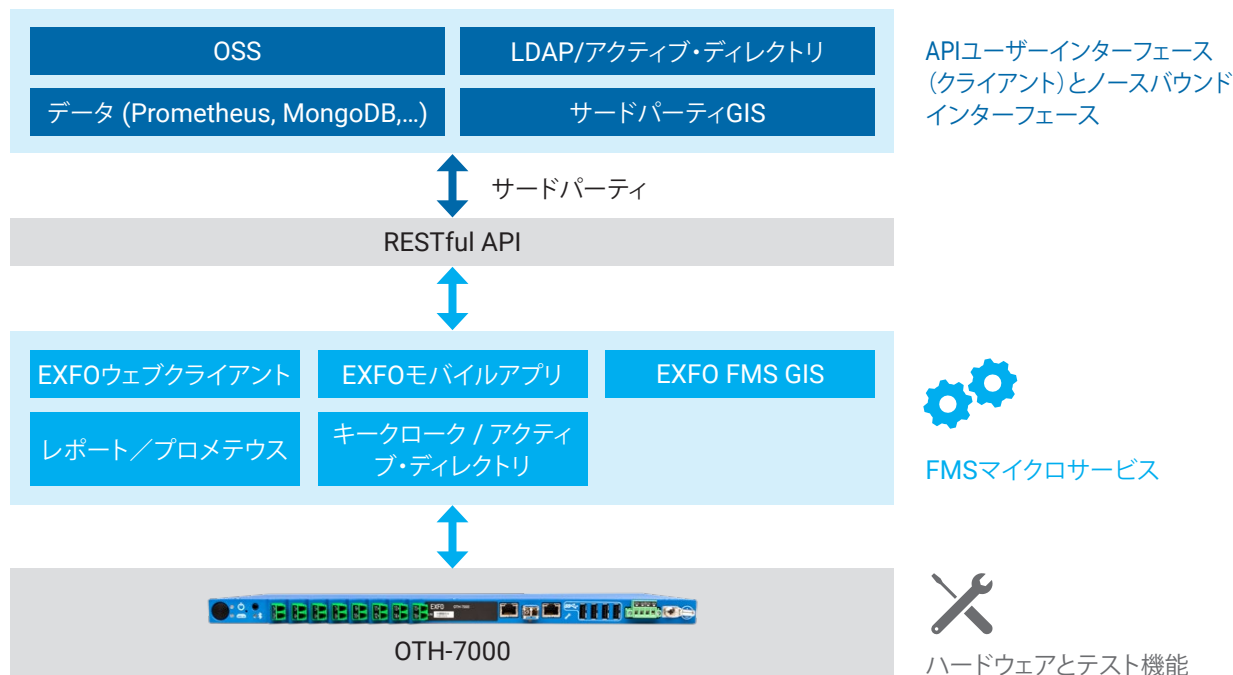 OSS
LDAP/アクティブ・ディレクトリ
データ (Prometheus, MongoDB,...)
サードパーティGIS
APIユーザーインターフェース
（クライアント）とノースバウンド
インターフェース
サードパーティ
RESTful API
EXFOウェブクライアント
EXFOモバイルアプリ
EXFO FMS GIS
レポート／プロメテウス
キークローク / アクティ
ブ・ディレクトリ
FMSマイクロサービス
EXFO
OTH-7000
OTH-7000
ハードウェアとテスト機能